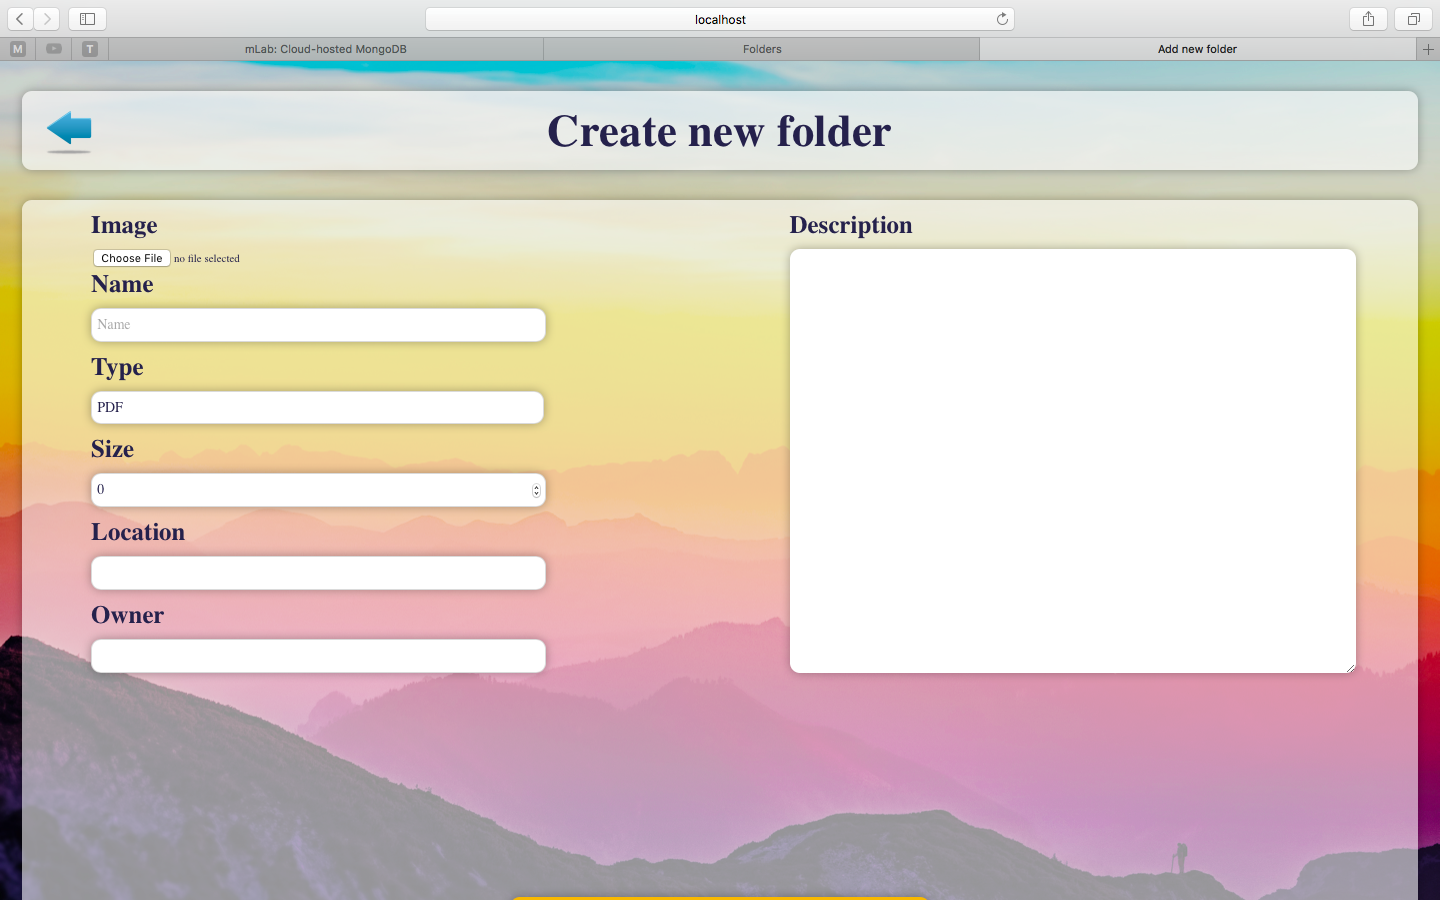 localhost
M
T
mLab: Cloud-hosted MongoDB
Folders
Add new folder
Create new folder
Image
Choose File no file selected
Name
Name
Type
PDF
Size
0
Location
Owner
Description